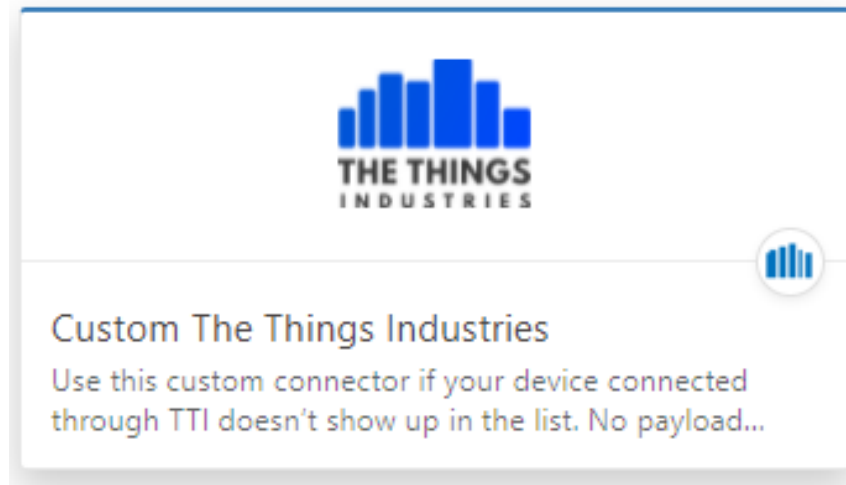 THE THINGS
INDUSTRIES
Custom The Things Industries
Use this custom connector if your device connected
through TTI doesn’t show up in the list. No payload...